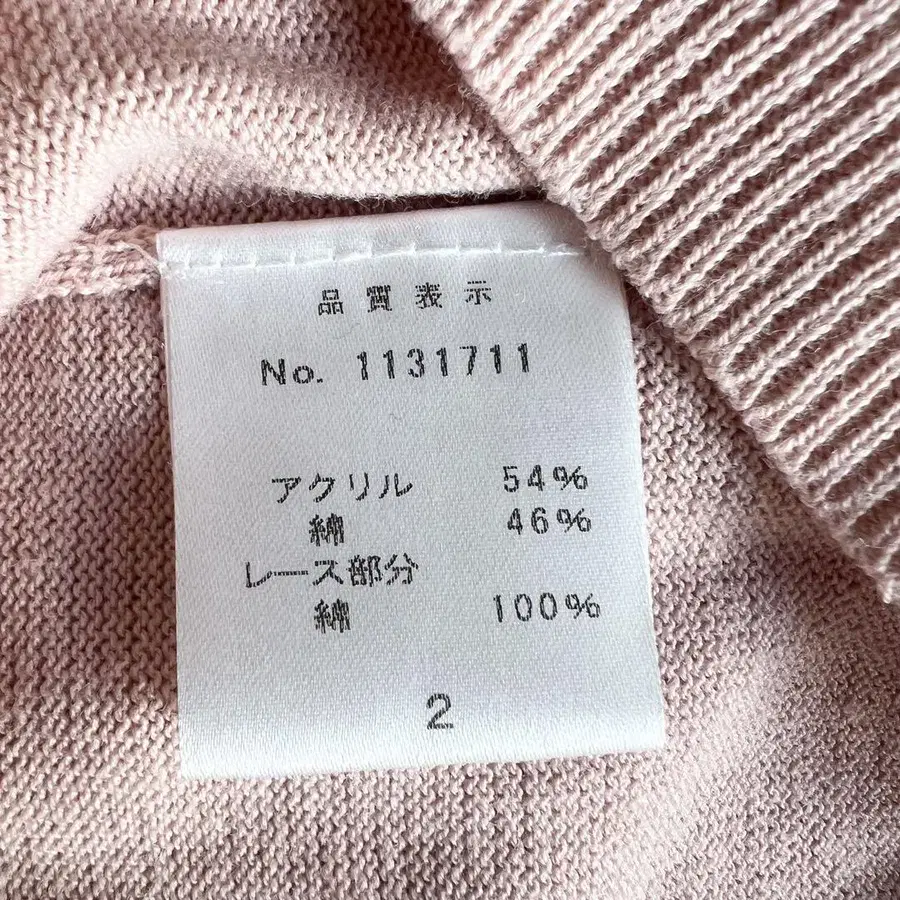 品質表示
No. 1131711
アクリル 54%
綿 46%
レース部分
綿 100%
2